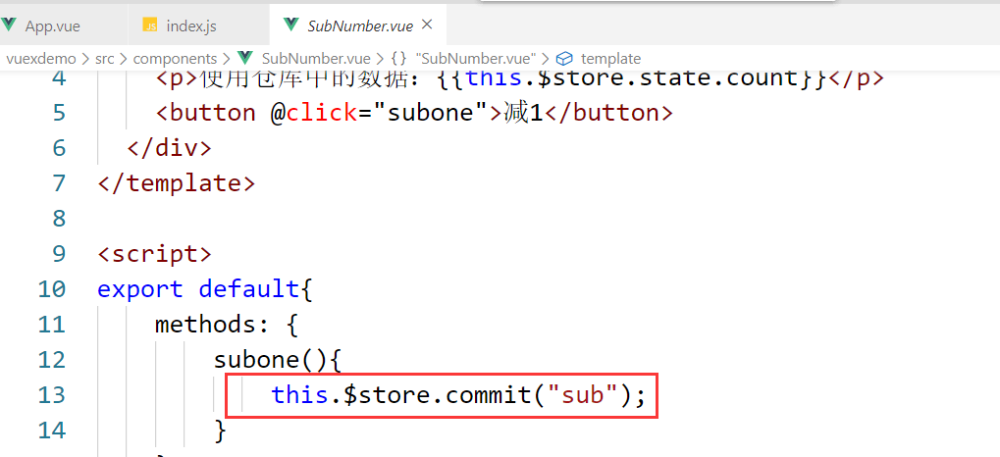 App.vue JS index.js SubNumber.vue ×
vuexdemo > src > components > SubNumber.vue > {} "SubNumber.vue" > template
4 <p>使用仓库中的数据: {{this.$store.state.count}}</p>
5 <button @click="subone">减1</button>
6 </div>
7 </template>
8
9 <script>
10 export default{
11 methods: {
12 subone(){
13 this.$store.commit("sub");
14 }